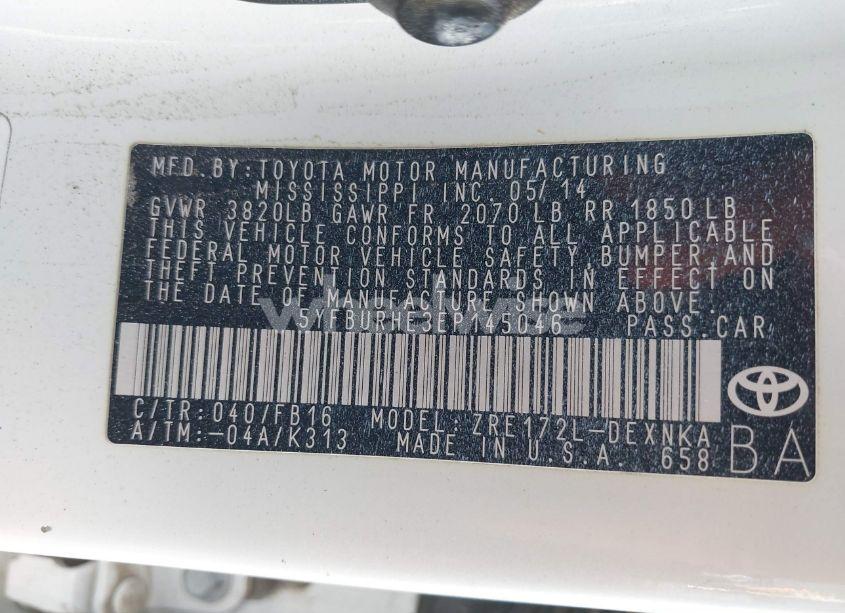 MFD. BY: TOYOTA MOTOR MANUFACTURING
MISSISSIPPI INC. 05/14
GVWR 3820LB GAWR FR 2070 LB RR 1850 LB
THIS VEHICLE CONFORMS TO ALL APPLICABLE
FEDERAL MOTOR VEHICLE SAFETY, BUMPER, AND
THEFT PREVENTION STANDARDS IN EFFECT ON
THE DATE OF MANUFACTURE SHOWN ABOVE.
5YFBURHE3EP145046 PASS. CAR
C/TR: 040/FB16 MODEL: ZRE172L-DEXNKA
A/TM: -04A/K313 MADE IN U.S.A. 658 BA